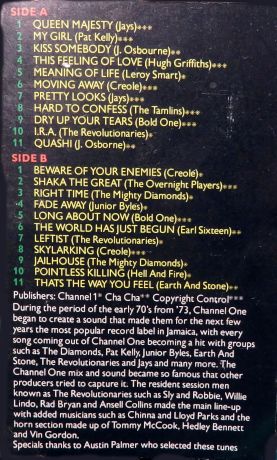 SIDE A
1 QUEEN MAJESTY (Jays)***
2 MY GIRL (Pat Kelly)***
3 KISS SOMEBODY (J. Osbourne)**
4 THIS FEELING OF LOVE (Hugh Griffiths)***
5 MEANING OF LIFE (Leroy Smart)*
6 MOVING AWAY (Creole)***
7 PRETTY LOOKS (Jays)***
8 HARD TO CONFESS (The Tamlins)***
9 DRY UP YOUR TEARS (Bold One)***
10 I.R.A. (The Revolutionaries)*
11 QUASHI (J. Osborne)**
SIDE B
1 BEWARE OF YOUR ENEMIES (Creole)*
2 SHAKA THE GREAT (The Overnight Players)***
3 RIGHT TIME (The Mighty Diamonds)*
4 FADE AWAY (Junior Byles)*
5 LONG ABOUT NOW (Bold One)***
6 THE WORLD HAS JUST BEGUN (Earl Sixteen)**
7 LEFTIST (The Revolutionaries)*
8 SKYLARKING (Creole)***
9 JAILHOUSE (The Mighty Diamonds)*
10 POINTLESS KILLING (Hell And Fire)*
11 THATS THE WAY YOU FEEL (Earth And Stone)**
Publishers: Channel 1* Cha Cha** Copyright Control***
During the period of the early 70's from '73, Channel One
began to create a sound that made them for the next few
years the most popular record label in Jamaica, with every
song coming out of Channel One becoming a hit with groups
such as The Diamonds, Pat Kelly, Junior Byles, Earth And
Stone, The Revolutionaries and Jays and many more. The
Channel One mix and sound became so famous that other
producers tried to capture it. The resident session men
known as The Revolutionaries such as Sly and Robbie, Willie
Lindo, Rad Bryan and Ansell Collins made the main line-up
with added musicians such as Chinna and Lloyd Parks and the
horn section made up of Tommy McCook, Hedley Bennett
and Vin Gordon.
Specials thanks to Austin Palmer who selected these tunes